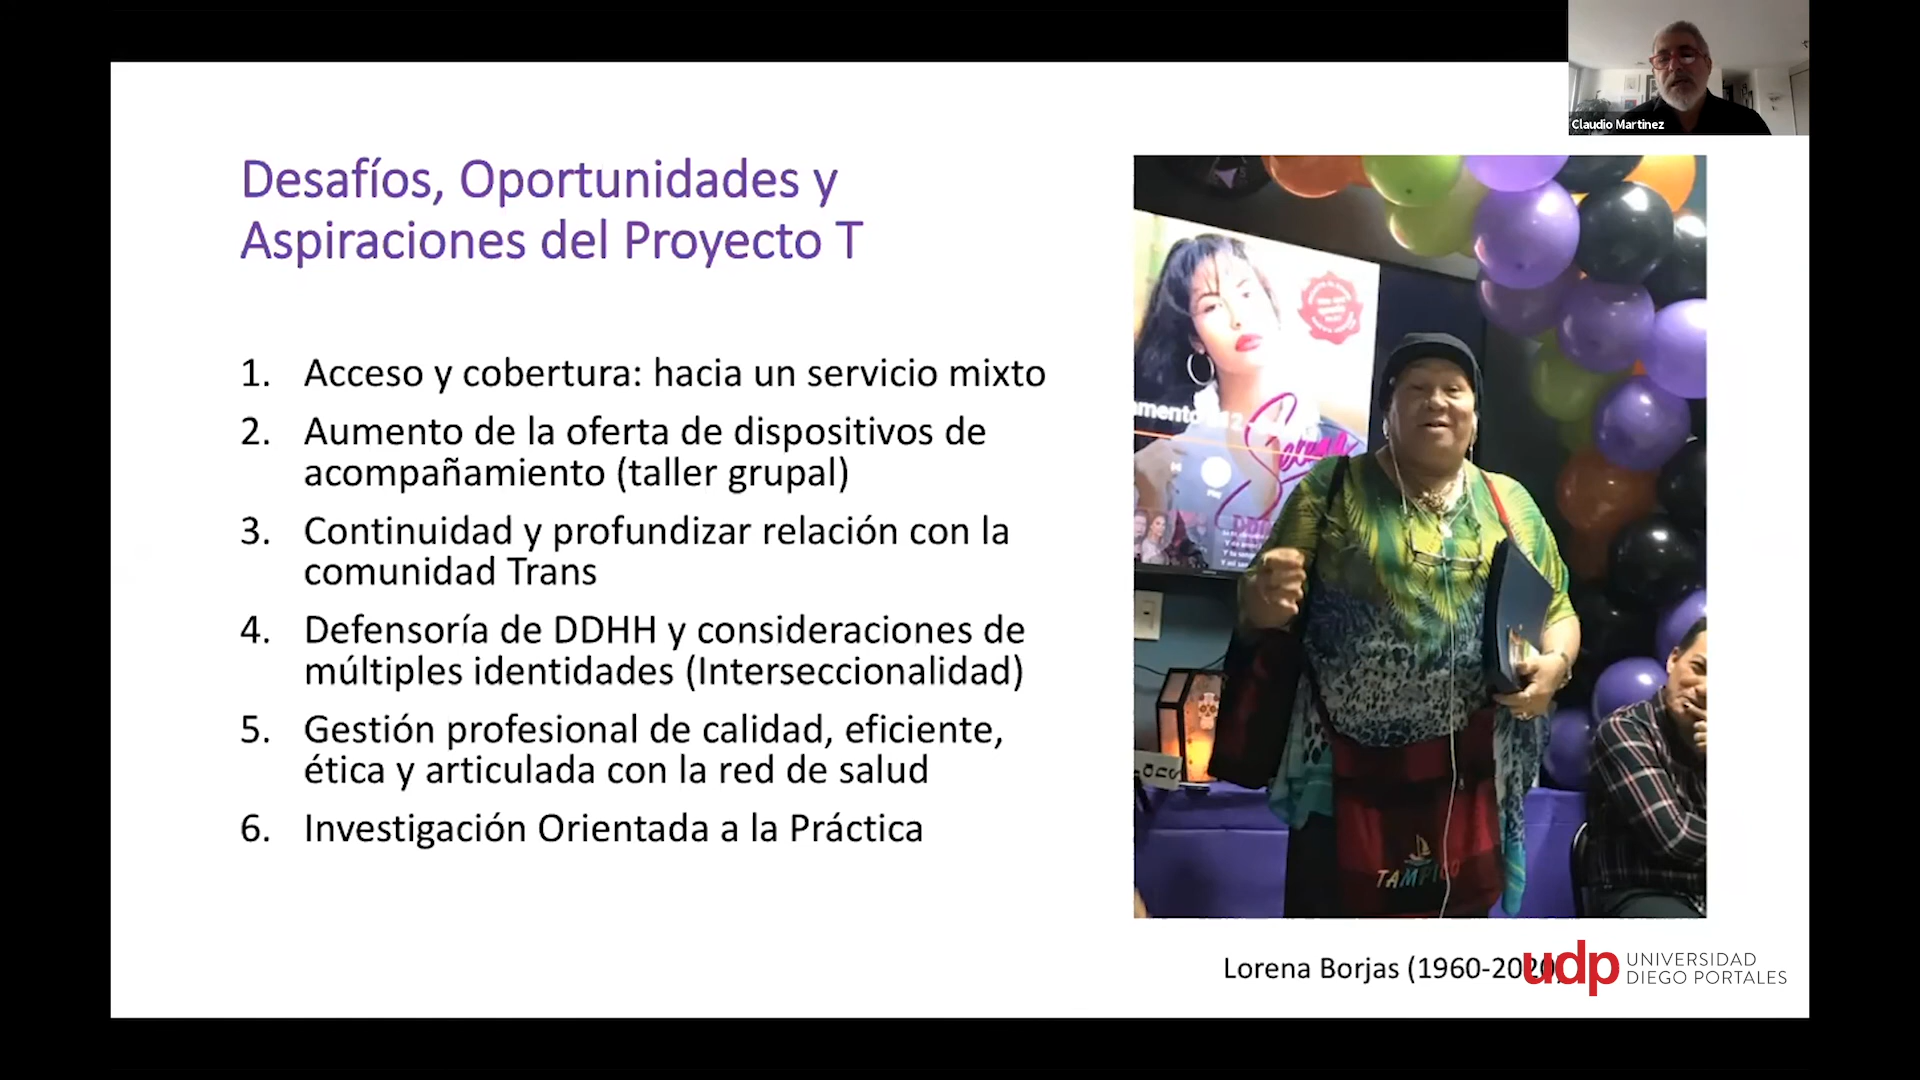 Claudio Martinez
Desafíos, Oportunidades y
Aspiraciones del Proyecto T
1. Acceso y cobertura: hacia un servicio mixto
2. Aumento de la oferta de dispositivos de
acompañamiento (taller grupal)
3. Continuidad y profundizar relación con la
comunidad Trans
4. Defensoría de DDHH y consideraciones de
múltiples identidades (Interseccionalidad)
5. Gestión profesional de calidad, eficiente,
ética y articulada con la red de salud
6. Investigación Orientada a la Práctica
TAMPICO
Lorena Borjas (1960-2020)
udp UNIVERSIDAD
DIEGO PORTALES